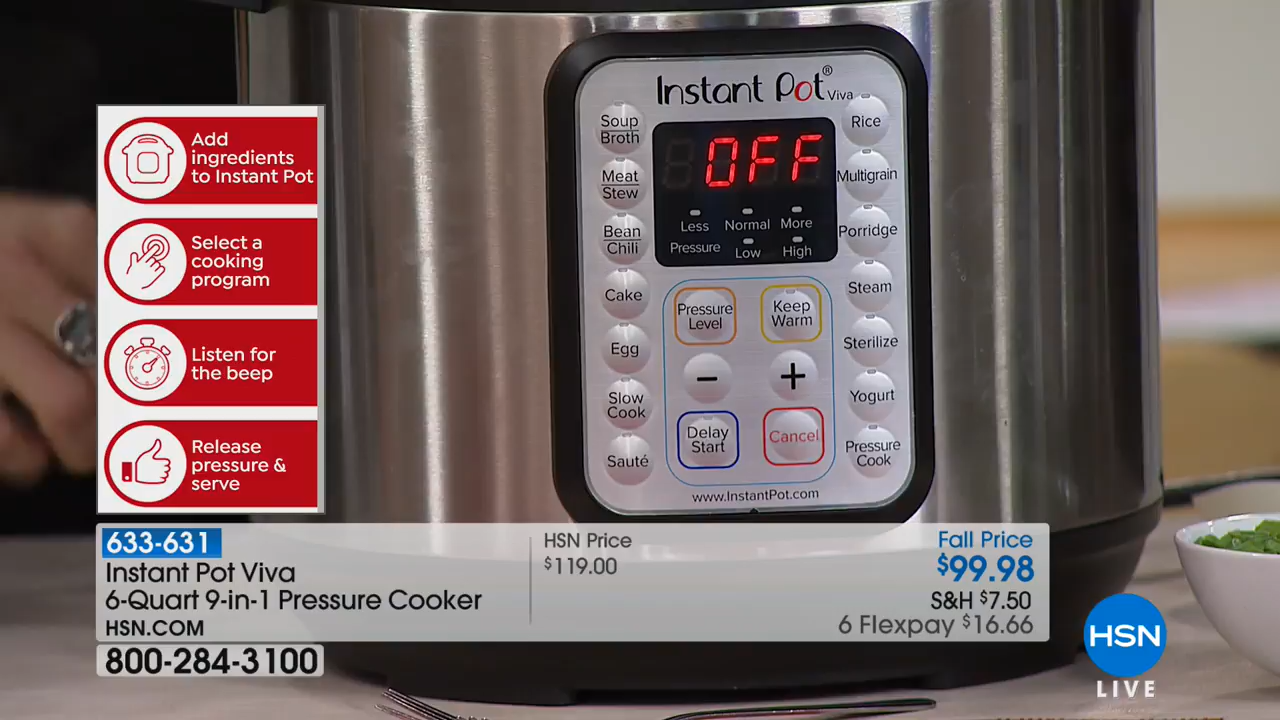 Add
ingredients
to Instant Pot
Select a
cooking
program
Listen for
the beep
Release
pressure &
serve
Instant Pot® Viva
OFF
Less Normal More
Pressure Low High
Soup
Broth
Meat
Stew
Bean
Chili
Cake
Egg
Slow
Cook
Sauté
Pressure
Level
Keep
Warm
−
+
Delay
Start
Cancel
Rice
Multigrain
Porridge
Steam
Sterilize
Yogurt
Pressure
Cook
www.InstantPot.com
633-631
Instant Pot Viva
6-Quart 9-in-1 Pressure Cooker
HSN.COM
800-284-3100
HSN Price
$119.00
Fall Price
$99.98
S&H $7.50
6 Flexpay $16.66
HSN
LIVE